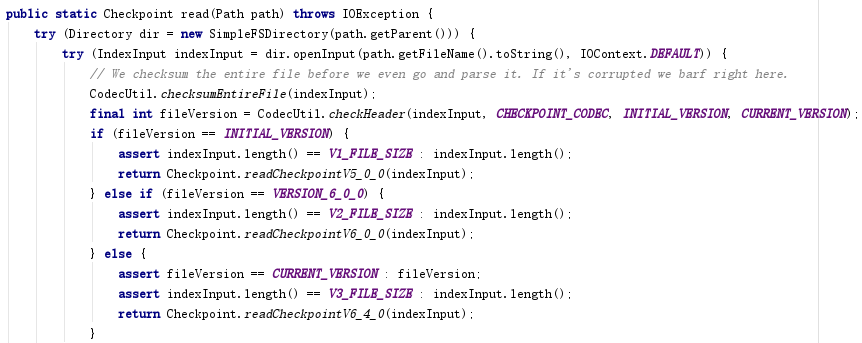 public static Checkpoint read(Path path) throws IOException {
    try (Directory dir = new SimpleFSDirectory(path.getParent())) {
        try (IndexInput indexInput = dir.openInput(path.getFileName().toString(), IOContext.DEFAULT)) {
            // We checksum the entire file before we even go and parse it. If it's corrupted we barf right here.
            CodecUtil.checksumEntireFile(indexInput);
            final int fileVersion = CodecUtil.checkHeader(indexInput, CHECKPOINT_CODEC, INITIAL_VERSION, CURRENT_VERSION);
            if (fileVersion == INITIAL_VERSION) {
                assert indexInput.length() == V1_FILE_SIZE : indexInput.length();
                return Checkpoint.readCheckpointV5_0_0(indexInput);
            } else if (fileVersion == VERSION_6_0_0) {
                assert indexInput.length() == V2_FILE_SIZE : indexInput.length();
                return Checkpoint.readCheckpointV6_0_0(indexInput);
            } else {
                assert fileVersion == CURRENT_VERSION : fileVersion;
                assert indexInput.length() == V3_FILE_SIZE : indexInput.length();
                return Checkpoint.readCheckpointV6_4_0(indexInput);
            }